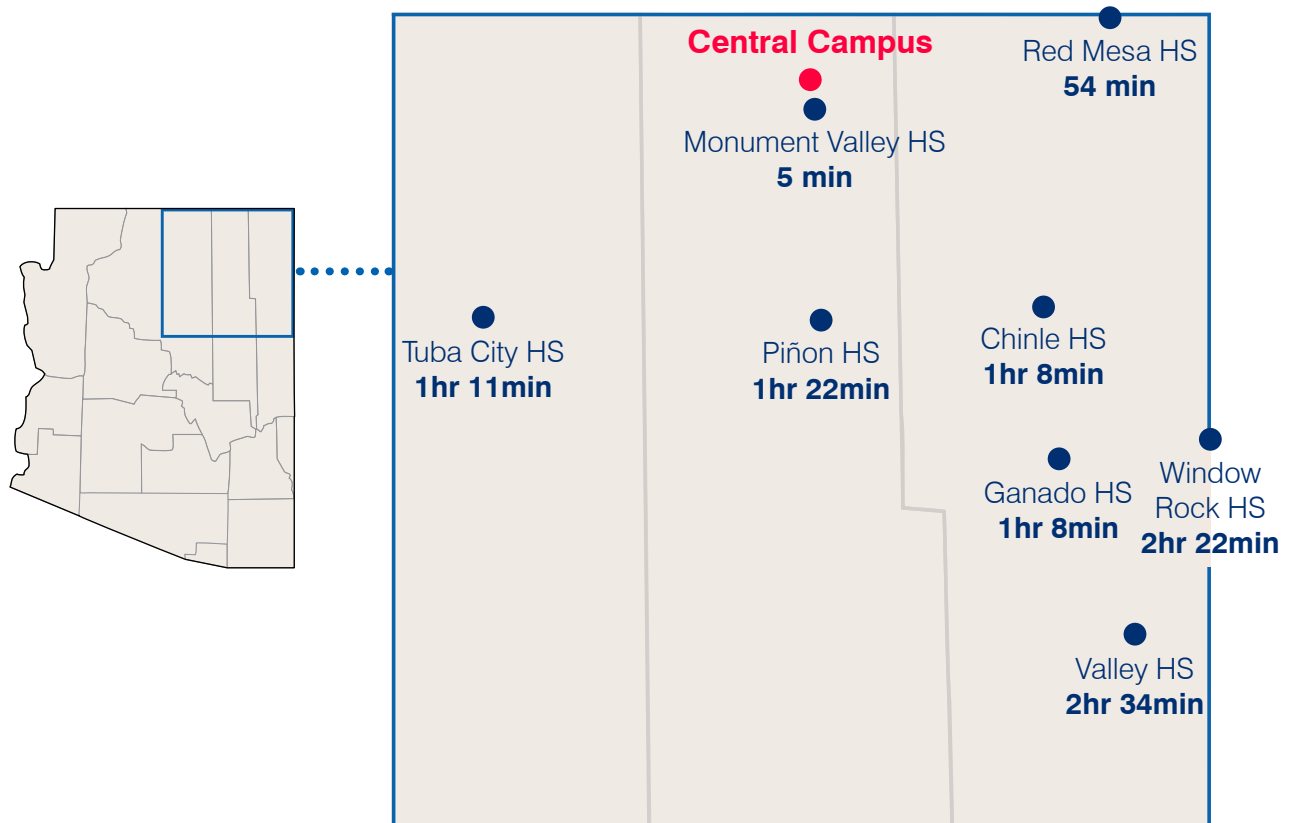 Central Campus
Red Mesa HS
54 min
Monument Valley HS
5 min
Tuba City HS
1hr 11min
Piñon HS
1hr 22min
Chinle HS
1hr 8min
Ganado HS
1hr 8min
Window
Rock HS
2hr 22min
Valley HS
2hr 34min